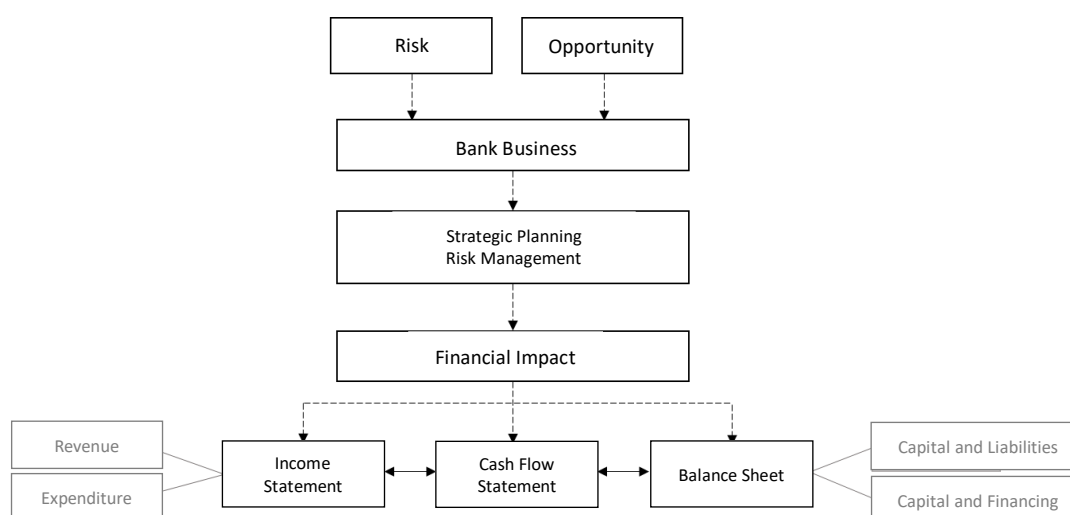 Risk
Opportunity
Bank Business
Strategic Planning
Risk Management
Financial Impact
Revenue
Expenditure
Income
Statement
Cash Flow
Statement
Balance Sheet
Capital and Liabilities
Capital and Financing